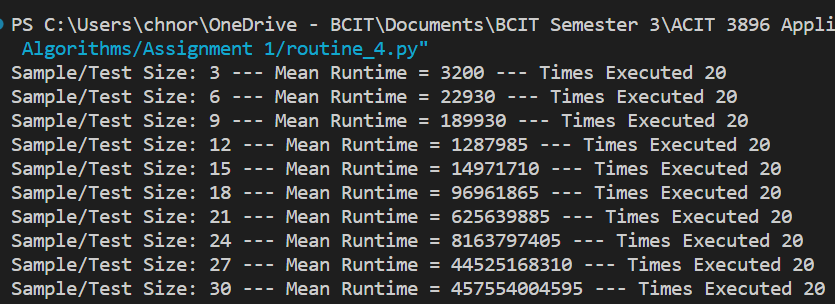 PS C:\Users\chnor\OneDrive - BCIT\Documents\BCIT Semester 3\ACIT 3896 Appli
Algorithms/Assignment 1/routine_4.py"
Sample/Test Size: 3 --- Mean Runtime = 3200 --- Times Executed 20
Sample/Test Size: 6 --- Mean Runtime = 22930 --- Times Executed 20
Sample/Test Size: 9 --- Mean Runtime = 189930 --- Times Executed 20
Sample/Test Size: 12 --- Mean Runtime = 1287985 --- Times Executed 20
Sample/Test Size: 15 --- Mean Runtime = 14971710 --- Times Executed 20
Sample/Test Size: 18 --- Mean Runtime = 96961865 --- Times Executed 20
Sample/Test Size: 21 --- Mean Runtime = 625639885 --- Times Executed 20
Sample/Test Size: 24 --- Mean Runtime = 8163797405 --- Times Executed 20
Sample/Test Size: 27 --- Mean Runtime = 44525168310 --- Times Executed 20
Sample/Test Size: 30 --- Mean Runtime = 457554004595 --- Times Executed 20